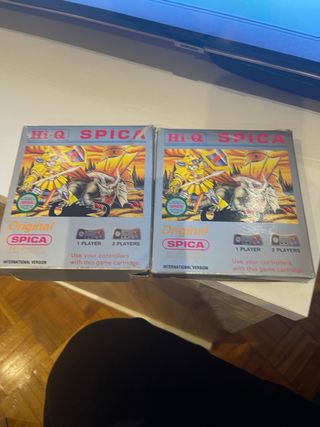 Hi-Q SPICA
Original
SPICA
1 PLAYER 2 PLAYERS
Use your controllers
with this game cartridge
INTERNATIONAL VERSION
Hi-Q SPICA
Original
SPICA
1 PLAYER 2 PLAYERS
Use your controllers
with this game cartridge
INTERNATIONAL VERSION